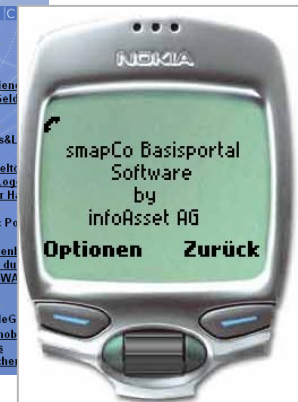 NOKIA
smapCo Basisportal
Software
by
infoAsset AG
Optionen Zurück